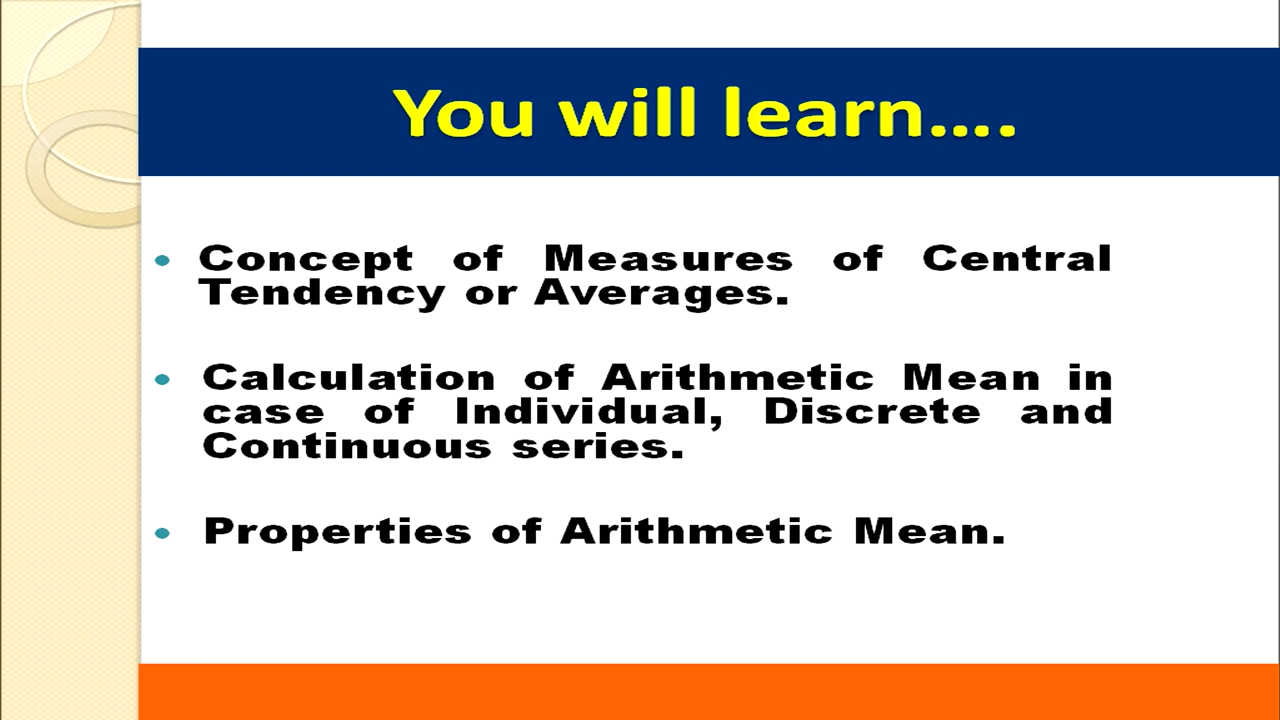 You will learn....
• Concept of Measures of Central
Tendency or Averages.
• Calculation of Arithmetic Mean in
case of Individual, Discrete and
Continuous series.
• Properties of Arithmetic Mean.